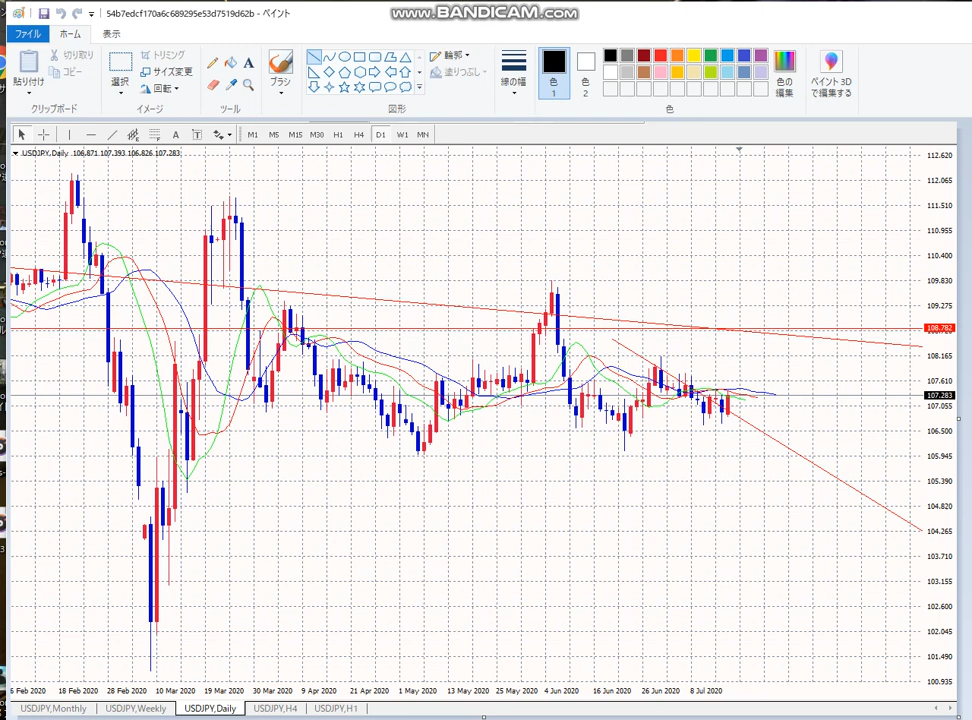 www.BANDICAM.com
54b7edcf170a6c689295e53d7519d62b - ペイント
ファイル ホーム 表示
貼り付け 切り取り コピー
選択 トリミング サイズ変更 回転
A
ブラシ
輪郭 塗りつぶし
線の幅
色 1
色 2
色の編集
ペイント 3D で編集する
クリップボード イメージ ツール 図形 色
A T M1 M5 M15 M30 H1 H4 D1 W1 MN
USDJPY,Daily 106.871 107.393 106.826 107.283
112.620
112.065
111.510
110.955
110.400
109.830
109.275
108.782
108.165
107.610
107.283
107.055
106.500
105.945
105.390
104.820
104.265
103.710
103.155
102.600
102.045
101.490
100.935
6 Feb 2020 18 Feb 2020 28 Feb 2020 10 Mar 2020 19 Mar 2020 30 Mar 2020 9 Apr 2020 21 Apr 2020 1 May 2020 13 May 2020 25 May 2020 4 Jun 2020 16 Jun 2020 26 Jun 2020 8 Jul 2020
USDJPY,Monthly USDJPY,Weekly USDJPY,Daily USDJPY,H4 USDJPY,H1